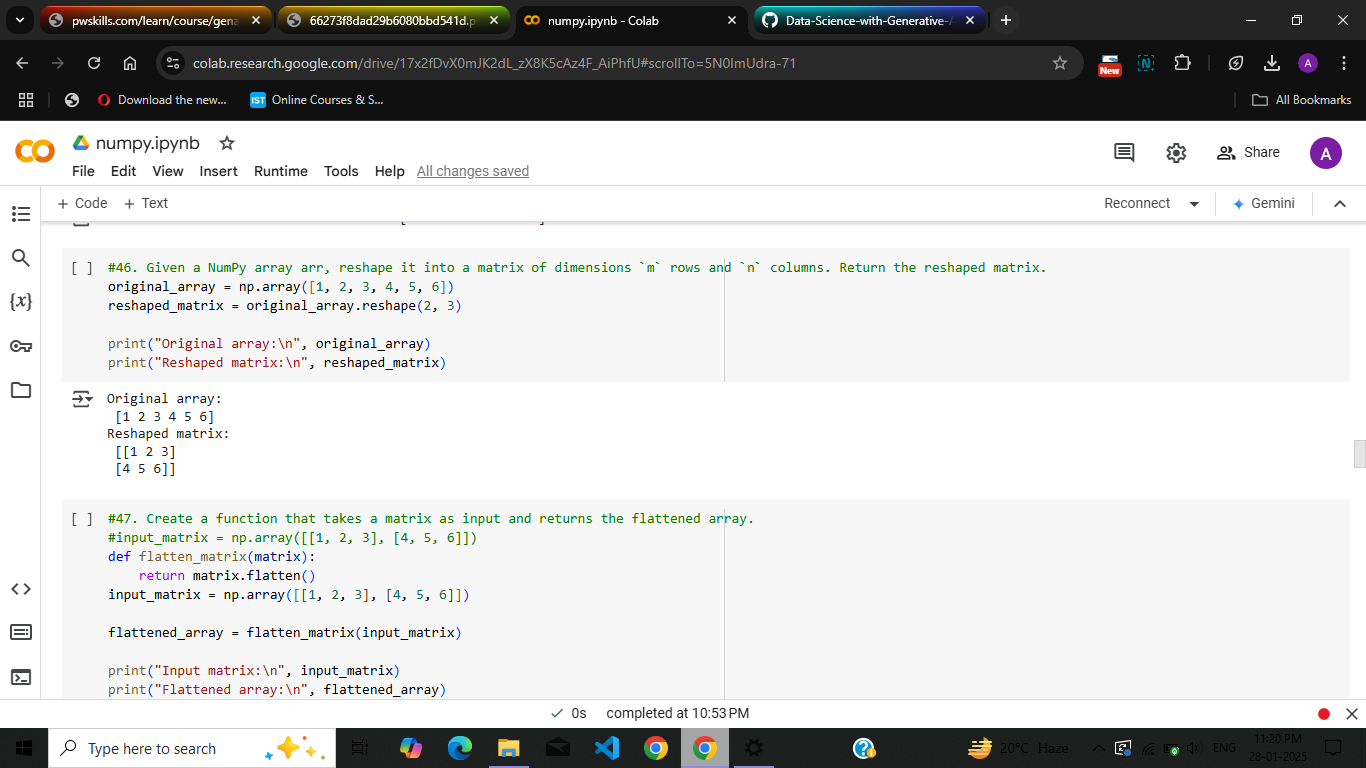 pwskills.com/learn/course/gena
66273f8dad29b6080bbd541d.p
numpy.ipynb - Colab
Data-Science-with-Generative-A
colab.research.google.com/drive/17x2fDvX0mJK2dL_zX8K5cAz4F_AiPhfU#scrollTo=5N0ImUdra-71
New
N
A
Download the new...
IST
Online Courses & S...
All Bookmarks
numpy.ipynb
File Edit View Insert Runtime Tools Help All changes saved
Share
A
+ Code + Text
Reconnect
Gemini
[ ] #46. Given a NumPy array arr, reshape it into a matrix of dimensions `m` rows and `n` columns. Return the reshaped matrix.
original_array = np.array([1, 2, 3, 4, 5, 6])
reshaped_matrix = original_array.reshape(2, 3)
print("Original array:\n", original_array)
print("Reshaped matrix:\n", reshaped_matrix)
Original array:
[1 2 3 4 5 6]
Reshaped matrix:
[[1 2 3]
[4 5 6]]
[ ] #47. Create a function that takes a matrix as input and returns the flattened array.
#input_matrix = np.array([[1, 2, 3], [4, 5, 6]])
def flatten_matrix(matrix):
return matrix.flatten()
input_matrix = np.array([[1, 2, 3], [4, 5, 6]])
flattened_array = flatten_matrix(input_matrix)
print("Input matrix:\n", input_matrix)
print("Flattened array:\n", flattened_array)
0s completed at 10:53 PM
Type here to search
20°C Haze
ENG
11:20 PM
28-01-2025